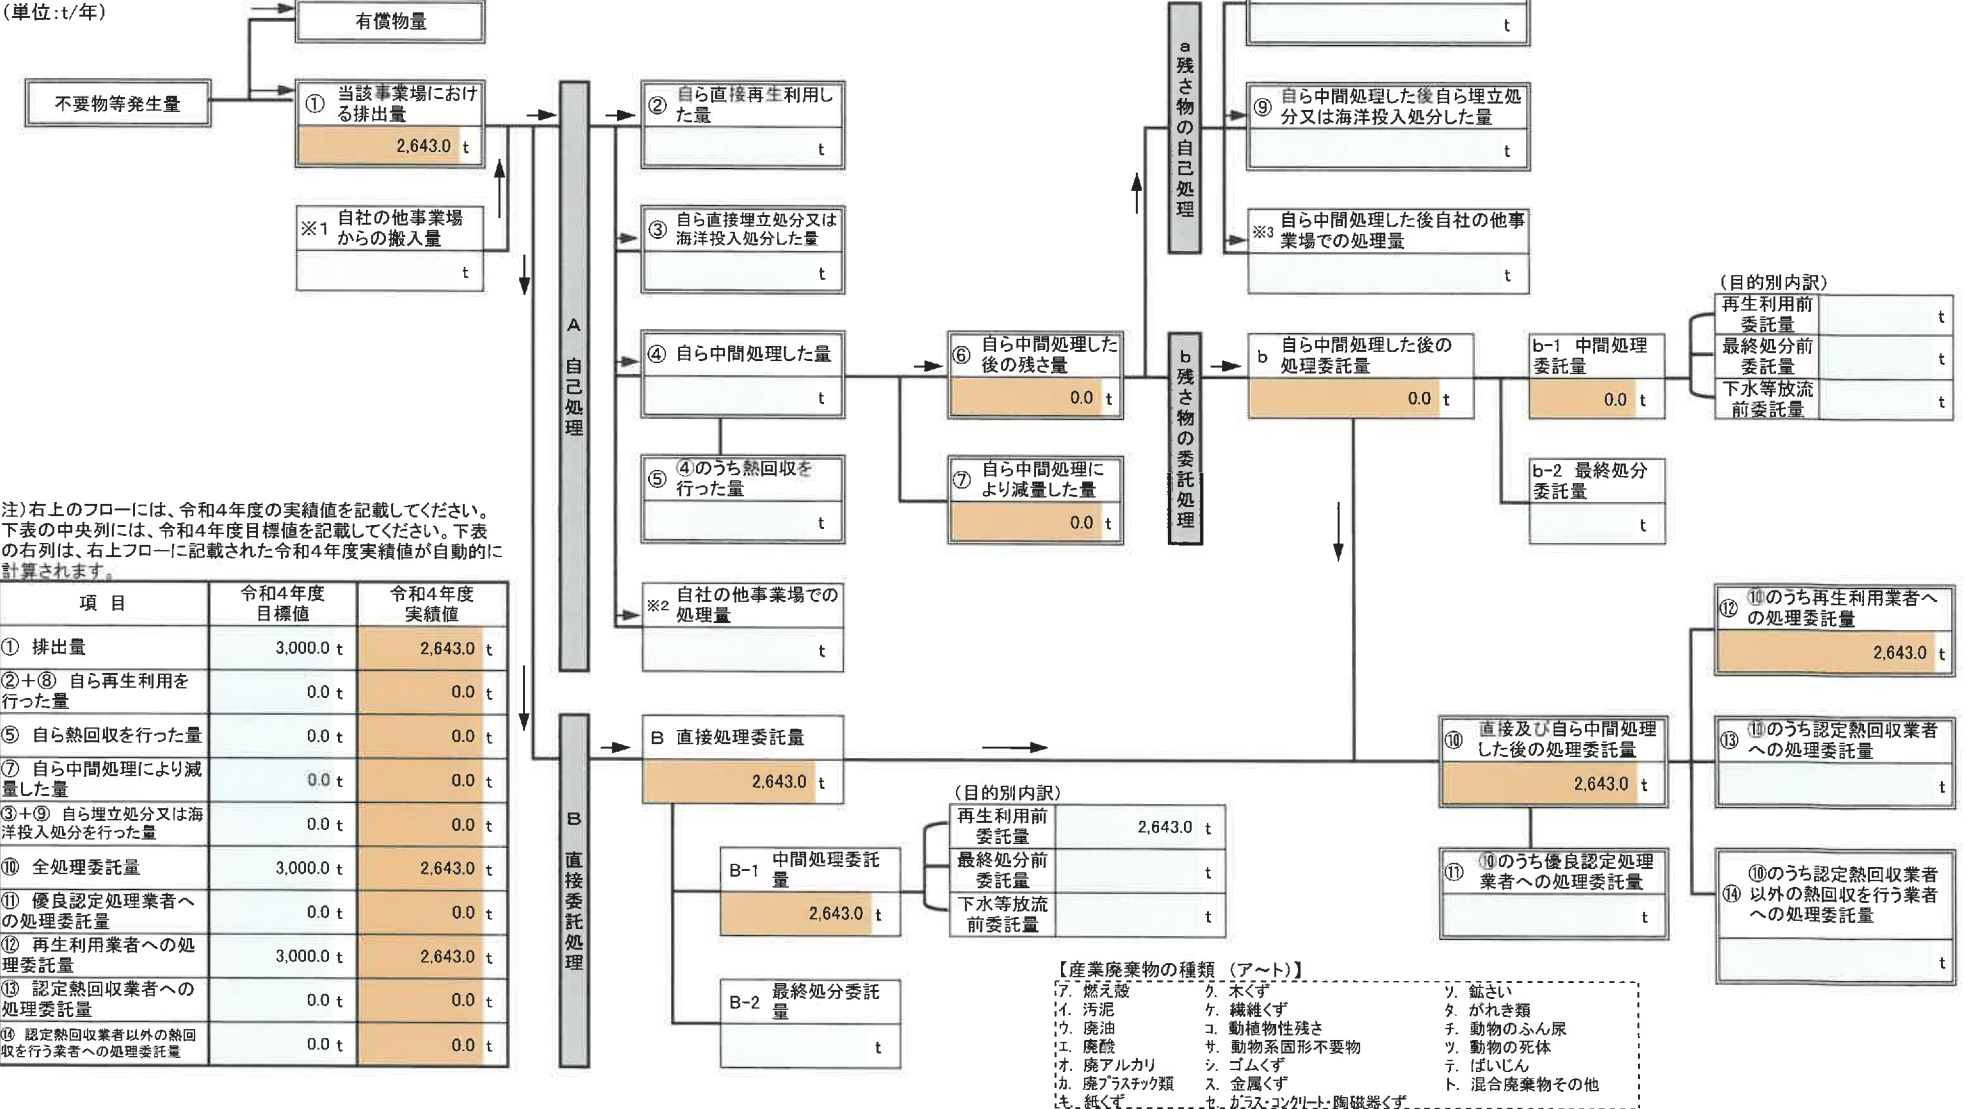 (単位:t/年)
有償物量
不要物等発生量
① 当該事業場におけ
る排出量
2,643.0 t
※1 自社の他事業場
からの搬入量
t
A 自己処理
② 自ら直接再生利用し
た量
t
③ 自ら直接埋立処分又は
海洋投入処分した量
t
④ 自ら中間処理した量
t
⑤ ④のうち熱回収を
行った量
t
※2 自社の他事業場での
処理量
t
⑥ 自ら中間処理した
後の残さ量
0.0 t
⑦ 自ら中間処理に
より減量した量
0.0 t
a 残さ物の自己処理
t
⑨ 自ら中間処理した後自ら埋立処
分又は海洋投入処分した量
t
※3 自ら中間処理した後自社の他事
業場での処理量
t
b 残さ物の委託処理
b 自ら中間処理した後の
処理委託量
0.0 t
b-1 中間処理
委託量
0.0 t
b-2 最終処分
委託量
t
(目的別内訳)
再生利用前
委託量
t
最終処分前
委託量
t
下水等放流
前委託量
t
注)右上のフローには、令和4年度の実績値を記載してください。
下表の中央列には、令和4年度目標値を記載してください。下表
の右列は、右上フローに記載された令和4年度実績値が自動的に
計算されます。
項 目 令和4年度 目標値 令和4年度 実績値
① 排出量 3,000.0 t 2,643.0 t
②+⑧ 自ら再生利用を
行った量 0.0 t 0.0 t
⑤ 自ら熱回収を行った量 0.0 t 0.0 t
⑦ 自ら中間処理により減
量した量 0.0 t 0.0 t
③+⑨ 自ら埋立処分又は海
洋投入処分を行った量 0.0 t 0.0 t
⑩ 全処理委託量 3,000.0 t 2,643.0 t
⑪ 優良認定処理業者へ
の処理委託量 0.0 t 0.0 t
⑫ 再生利用業者への処
理委託量 3,000.0 t 2,643.0 t
⑬ 認定熱回収業者への
処理委託量 0.0 t 0.0 t
⑭ 認定熱回収業者以外の熱回
収を行う業者への処理委託量 0.0 t 0.0 t
B 直接委託処理
B 直接処理委託量
2,643.0 t
B-1 中間処理委託
量
2,643.0 t
B-2 最終処分委託
量
t
(目的別内訳)
再生利用前
委託量
2,643.0 t
最終処分前
委託量
t
下水等放流
前委託量
t
⑩ 直接及び自ら中間処理
した後の処理委託量
2,643.0 t
⑪ ⑩のうち優良認定処理
業者への処理委託量
t
⑫ ⑩のうち再生利用業者へ
の処理委託量
2,643.0 t
⑬ ⑩のうち認定熱回収業者
への処理委託量
t
⑭ ⑩のうち認定熱回収業者
以外の熱回収を行う業者
への処理委託量
t
【産業廃棄物の種類 (ア~ト)】
ア. 燃え殻 ク. 木くず ソ. 鉱さい
イ. 汚泥 ケ. 繊維くず タ. がれき類
ウ. 廃油 コ. 動植物性残さ チ. 動物のふん尿
エ. 廃酸 サ. 動物系固形不要物 ツ. 動物の死体
オ. 廃アルカリ シ. ゴムくず テ. ばいじん
カ. 廃プラスチック類 ス. 金属くず ト. 混合廃棄物その他
キ. 紙くず セ. ガラス・コンクリート・陶磁器くず